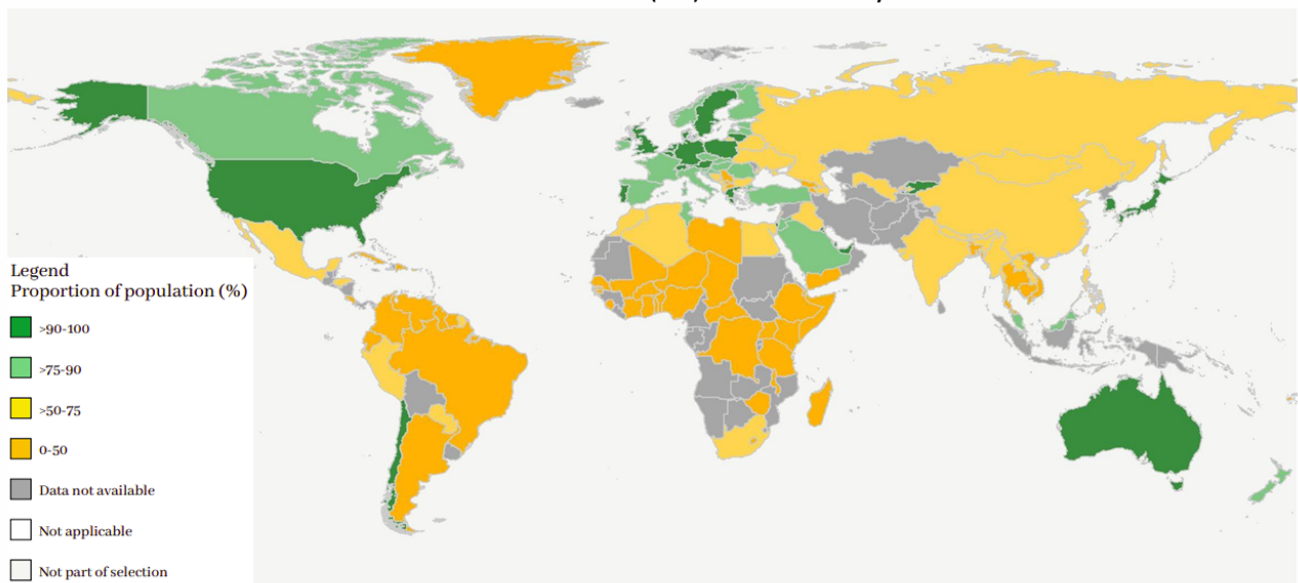 Legend
Proportion of population (%)
>90-100
>75-90
>50-75
0-50
Data not available
Not applicable
Not part of selection